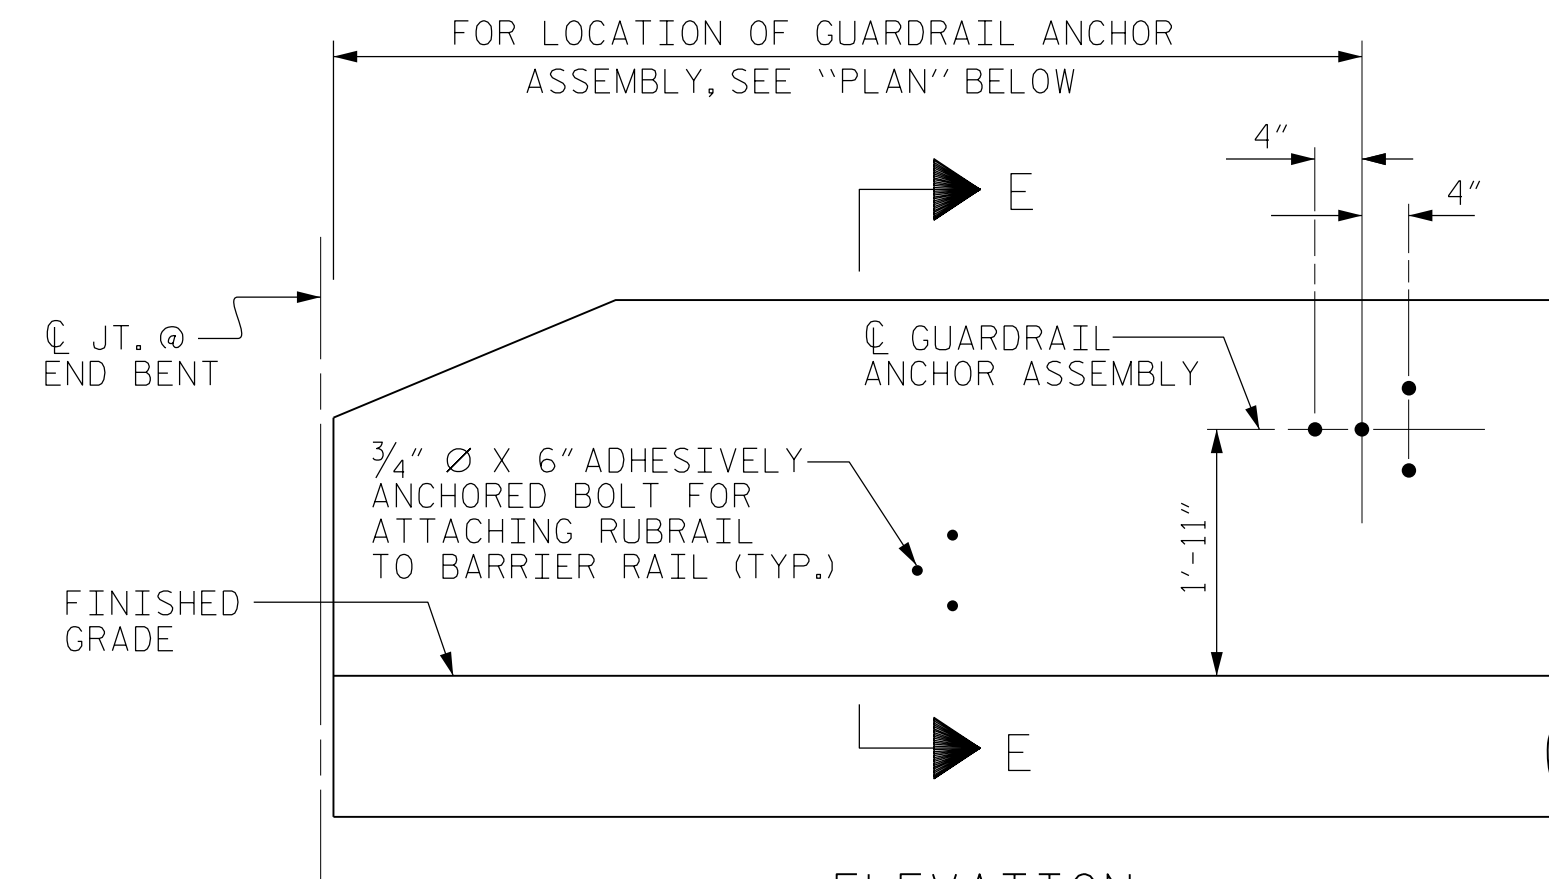 FOR LOCATION OF GUARDRAIL ANCHOR
ASSEMBLY, SEE ‶PLAN″ BELOW
4″
4″
E
℄ JT. @
END BENT
℄ GUARDRAIL
ANCHOR ASSEMBLY
3/4″ Ø X 6″ ADHESIVELY
ANCHORED BOLT FOR
ATTACHING RUBRAIL
TO BARRIER RAIL (TYP.)
1′-11″
FINISHED
GRADE
E
ELEVATION